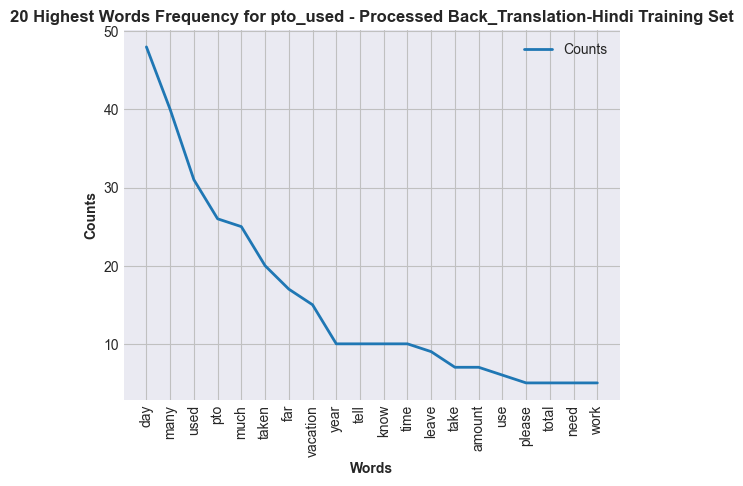 20 Highest Words Frequency for pto_used - Processed Back_Translation-Hindi Training Set
Counts
50
40
30
20
10
Counts
day
many
used
pto
much
taken
far
vacation
year
tell
know
time
leave
take
amount
use
please
total
need
work
Words